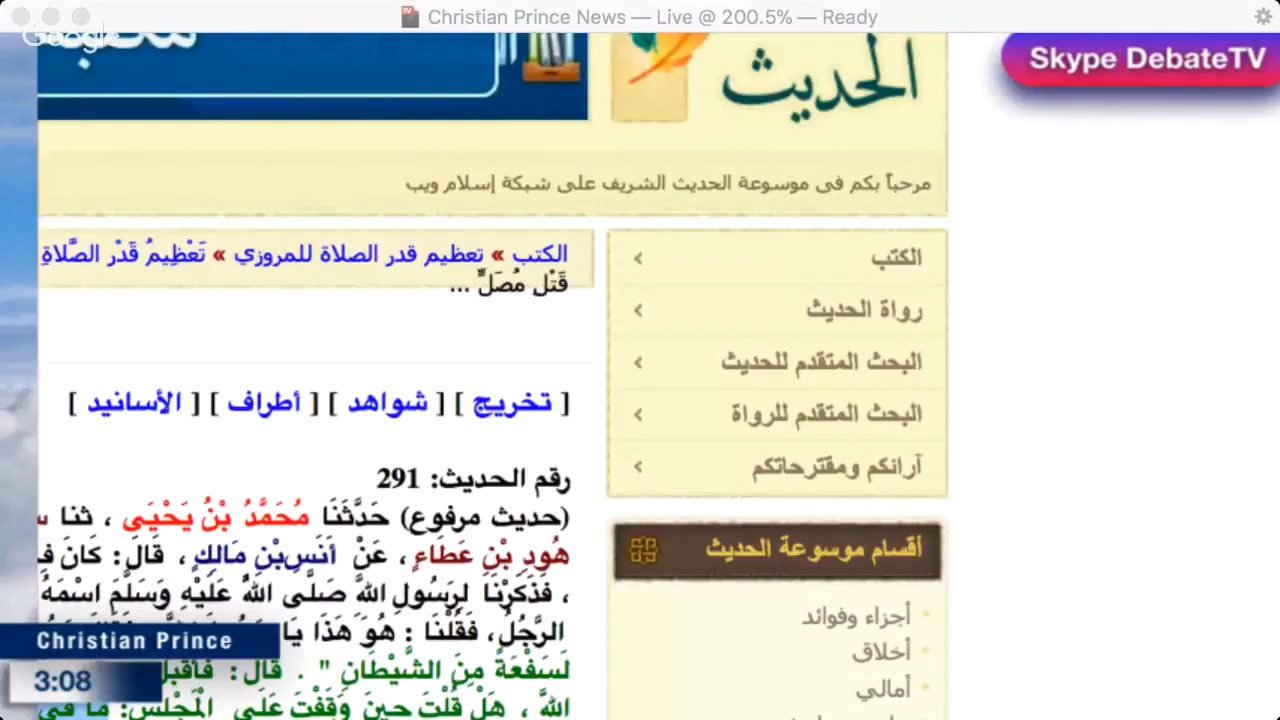 Christian Prince News — Live @ 200.5% — Ready
Google
Skype DebateTV
الحديث
مرحباً بكم فى موسوعة الحديث الشريف على شبكة إسلام ويب
الكتب » تعظيم قدر الصلاة للمروزي » تَعْظِيمُ قَدْر الصَّلاةِ
قَتْلِ مُصَلٍّ ...
[ تخريج ] [ شواهد ] [ أطراف ] [ الأسانيد ]
رقم الحديث: 291
(حديث مرفوع) حَدَّثَنَا مُحَمَّدُ بْنُ يَحْيَى ، ثنا
هُودِ بْنِ عَطَاءٍ ، عَنْ أَنَسِ بْنِ مَالِكٍ ، قَالَ : كَانَ
، فَذَكَرْنَا لِرَسُولِ اللَّهِ صَلَّى اللَّهُ عَلَيْهِ وَسَلَّمَ اسْمَهُ
الرَّجُلُ، فَقُلْنَا : هُوَ هَذَا يَا
لَسَفْعَةً مِنَ الشَّيْطَانِ " . قَالَ :
اللَّهَ ، هَلْ قُلْتَ حِينَ وَقَفْتَ عَلَى الْمَجْلِسِ: مَا فِي
الكتب
رواة الحديث
البحث المتقدم للحديث
البحث المتقدم للرواة
آرائكم ومقترحاتكم
أقسام موسوعة الحديث
أجزاء وفوائد
أخلاق
أمالي
Christian Prince
3:08